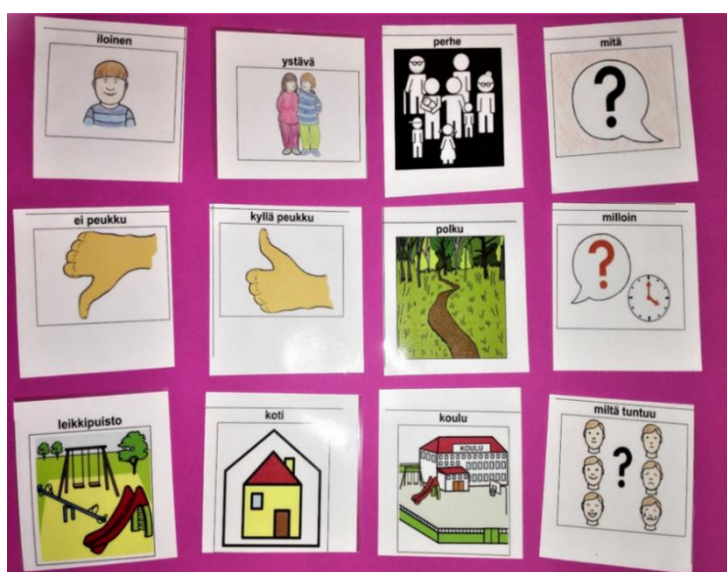 iloinen
ystävä
perhe
mitä
?
ei peukku
kyllä peukku
polku
milloin
?
leikkipuisto
koti
koulu
KOULU
miltä tuntuu
?